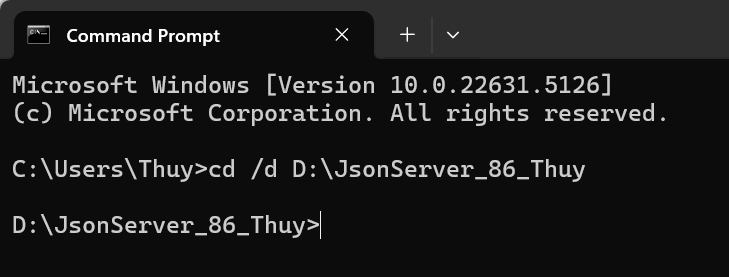 Command Prompt
Microsoft Windows [Version 10.0.22631.5126]
(c) Microsoft Corporation. All rights reserved.
C:\Users\Thuy>cd /d D:\JsonServer_86_Thuy
D:\JsonServer_86_Thuy>